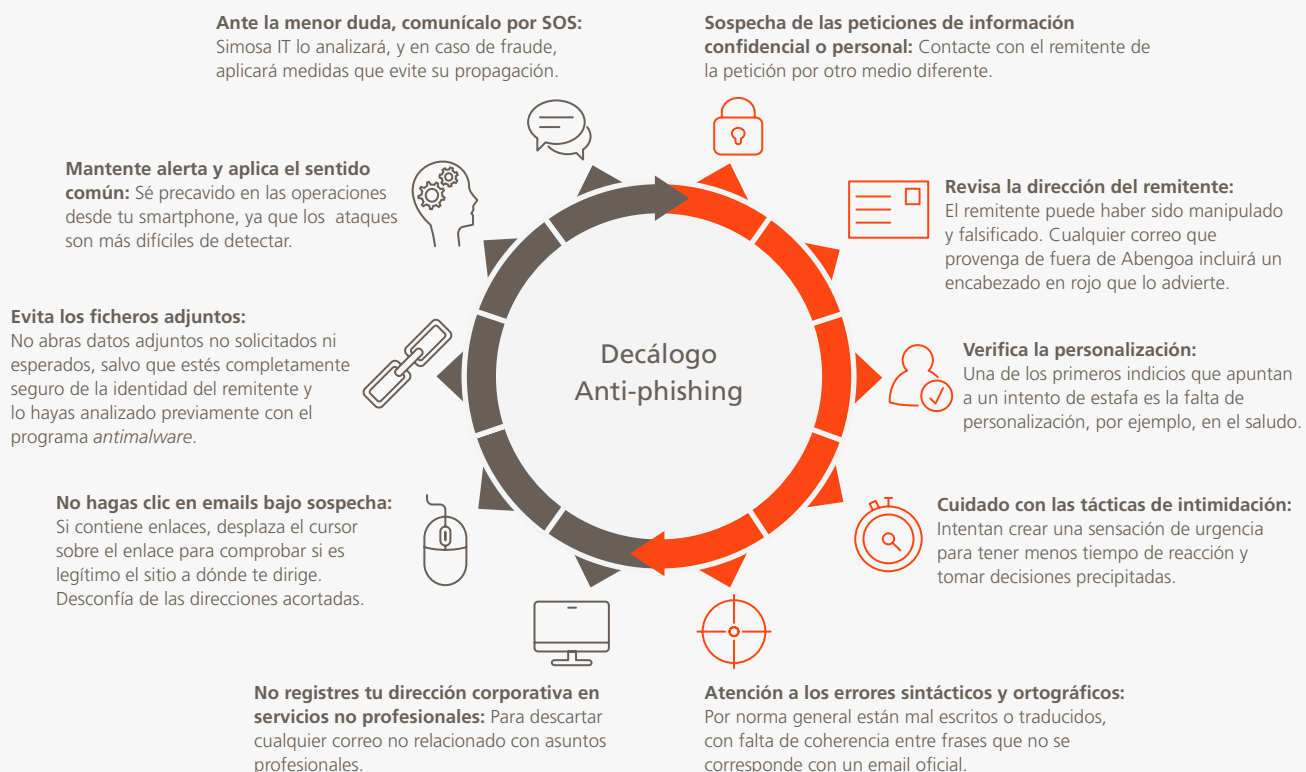 Ante la menor duda, comunícalo por SOS:
Simosa IT lo analizará, y en caso de fraude,
aplicará medidas que evite su propagación.
Sospecha de las peticiones de información
confidencial o personal: Contacte con el remitente de
la petición por otro medio diferente.
Mantente alerta y aplica el sentido
común: Sé precavido en las operaciones
desde tu smartphone, ya que los ataques
son más difíciles de detectar.
Revisa la dirección del remitente:
El remitente puede haber sido manipulado
y falsificado. Cualquier correo que
provenga de fuera de Abengoa incluirá un
encabezado en rojo que lo advierte.
Evita los ficheros adjuntos:
No abras datos adjuntos no solicitados ni
esperados, salvo que estés completamente
seguro de la identidad del remitente y
lo hayas analizado previamente con el
programa antimalware.
Decálogo
Anti-phishing
Verifica la personalización:
Una de los primeros indicios que apuntan
a un intento de estafa es la falta de
personalización, por ejemplo, en el saludo.
No hagas clic en emails bajo sospecha:
Si contiene enlaces, desplaza el cursor
sobre el enlace para comprobar si es
legítimo el sitio a dónde te dirige.
Desconfía de las direcciones acortadas.
Cuidado con las tácticas de intimidación:
Intentan crear una sensación de urgencia
para tener menos tiempo de reacción y
tomar decisiones precipitadas.
No registres tu dirección corporativa en
servicios no profesionales: Para descartar
cualquier correo no relacionado con asuntos
profesionales.
Atención a los errores sintácticos y ortográficos:
Por norma general están mal escritos o traducidos,
con falta de coherencia entre frases que no se
corresponde con un email oficial.